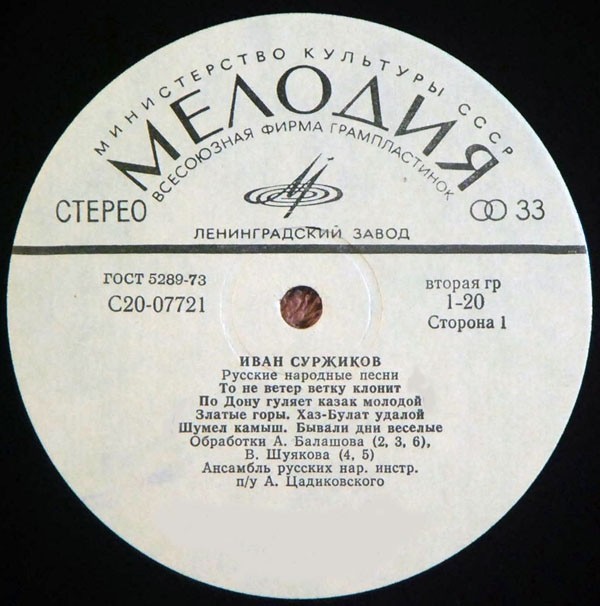 МИНИСТЕРСТВО КУЛЬТУРЫ СССР
МЕЛОДИЯ
ВСЕСОЮЗНАЯ ФИРМА ГРАМПЛАСТИНОК
СТЕРЕО
33
ЛЕНИНГРАДСКИЙ ЗАВОД
ГОСТ 5289-73
С20-07721
вторая гр
1-20
Сторона 1
ИВАН СУРЖИКОВ
Русские народные песни
То не ветер ветку клонит
По Дону гуляет казак молодой
Златые горы. Хаз-Булат удалой
Шумел камыш. Бывали дни веселые
Обработки А. Балашова (2, 3, 6),
В. Шуякова (4, 5)
Ансамбль русских нар. инстр.
п/у А. Цадиковского